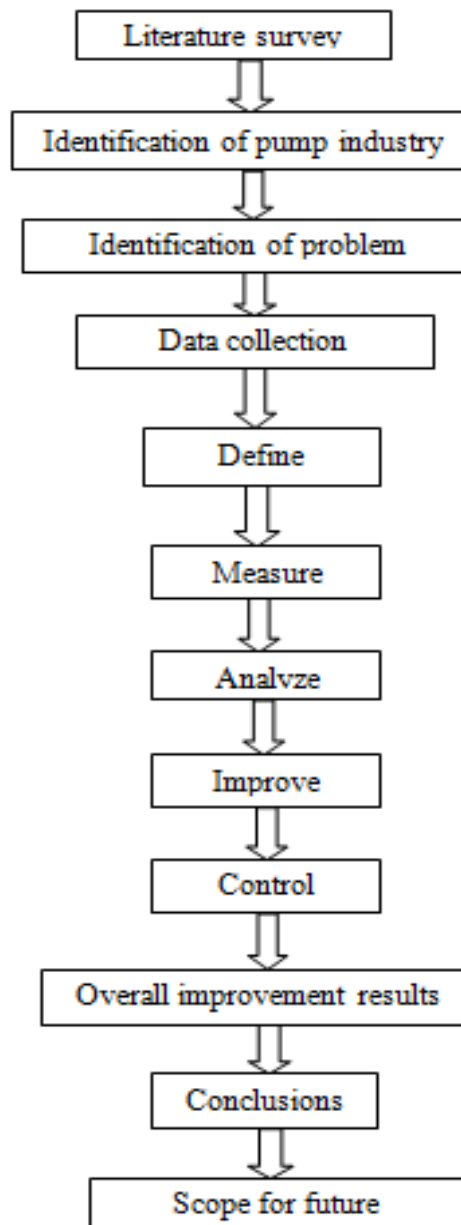 Literature survey
Identification of pump industry
Identification of problem
Data collection
Define
Measure
Analyze
Improve
Control
Overall improvement results
Conclusions
Scope for future